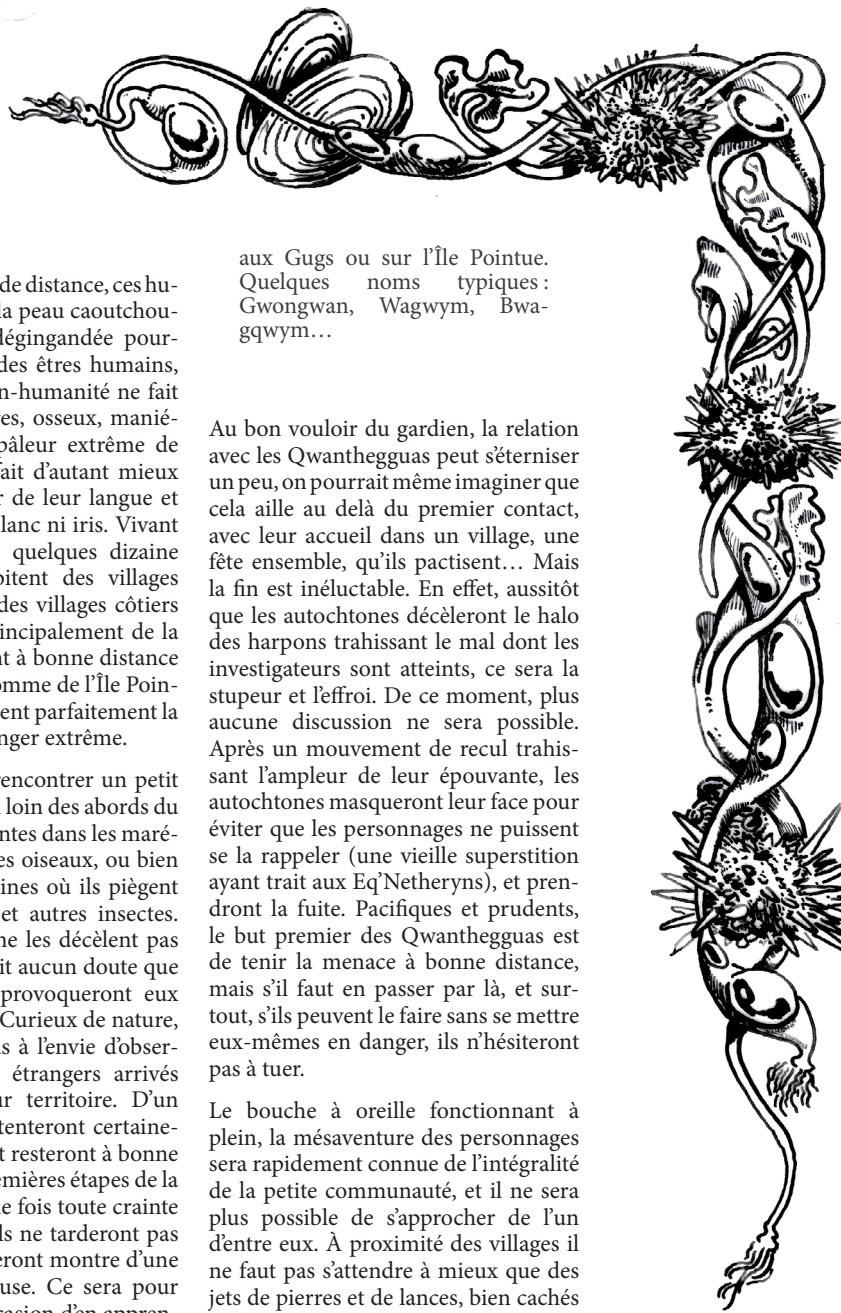 de distance, ces hu-
la peau caoutchou-
dégingandée pour-
des êtres humains,
n-humanité ne fait
res, osseux, manié-
pâleur extrême de
fait d'autant mieux
r de leur langue et
lanc ni iris. Vivant
quelques dizaine
pitent des villages
des villages côtiers
incipalement de la
nt à bonne distance
omme de l'Île Poin-
ent parfaitement la
nger extrême.
rencontrer un petit
loin des abords du
ntes dans les maré-
es oiseaux, ou bien
ines où ils piègent
et autres insectes.
ne les décèlent pas
it aucun doute que
provoqueront eux
Curieux de nature,
s à l'envie d'obser-
étrangers arrivés
ur territoire. D'un
tenteront certaine-
t resteront à bonne
emières étapes de la
e fois toute crainte
ls ne tarderont pas
eront montre d'une
use. Ce sera pour
casion d'en appren-
aux Gugs ou sur l'Île Pointue.
Quelques noms typiques :
Gwongwan, Wagwym, Bwa-
gqwym…
Au bon vouloir du gardien, la relation
avec les Qwanthegguas peut s'éterniser
un peu, on pourrait même imaginer que
cela aille au delà du premier contact,
avec leur accueil dans un village, une
fête ensemble, qu'ils pactisent… Mais
la fin est inéluctable. En effet, aussitôt
que les autochtones décèleront le halo
des harpons trahissant le mal dont les
investigateurs sont atteints, ce sera la
stupeur et l'effroi. De ce moment, plus
aucune discussion ne sera possible.
Après un mouvement de recul trahis-
sant l'ampleur de leur épouvante, les
autochtones masqueront leur face pour
éviter que les personnages ne puissent
se la rappeler (une vieille superstition
ayant trait aux Eq'Netheryns), et pren-
dront la fuite. Pacifiques et prudents,
le but premier des Qwanthegguas est
de tenir la menace à bonne distance,
mais s'il faut en passer par là, et sur-
tout, s'ils peuvent le faire sans se mettre
eux-mêmes en danger, ils n'hésiteront
pas à tuer.
Le bouche à oreille fonctionnant à
plein, la mésaventure des personnages
sera rapidement connue de l'intégralité
de la petite communauté, et il ne sera
plus possible de s'approcher de l'un
d'entre eux. À proximité des villages il
ne faut pas s'attendre à mieux que des
jets de pierres et de lances, bien cachés